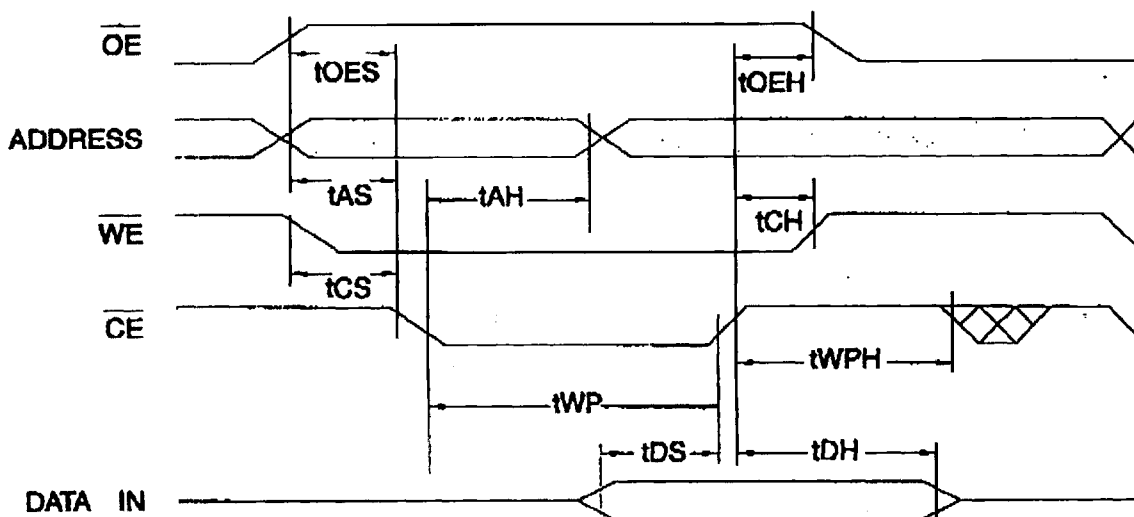 OE
tOES
tOEH
ADDRESS
tAS
tAH
tCH
WE
tCS
CE
tWPH
tWP
tDS
tDH
DATA IN